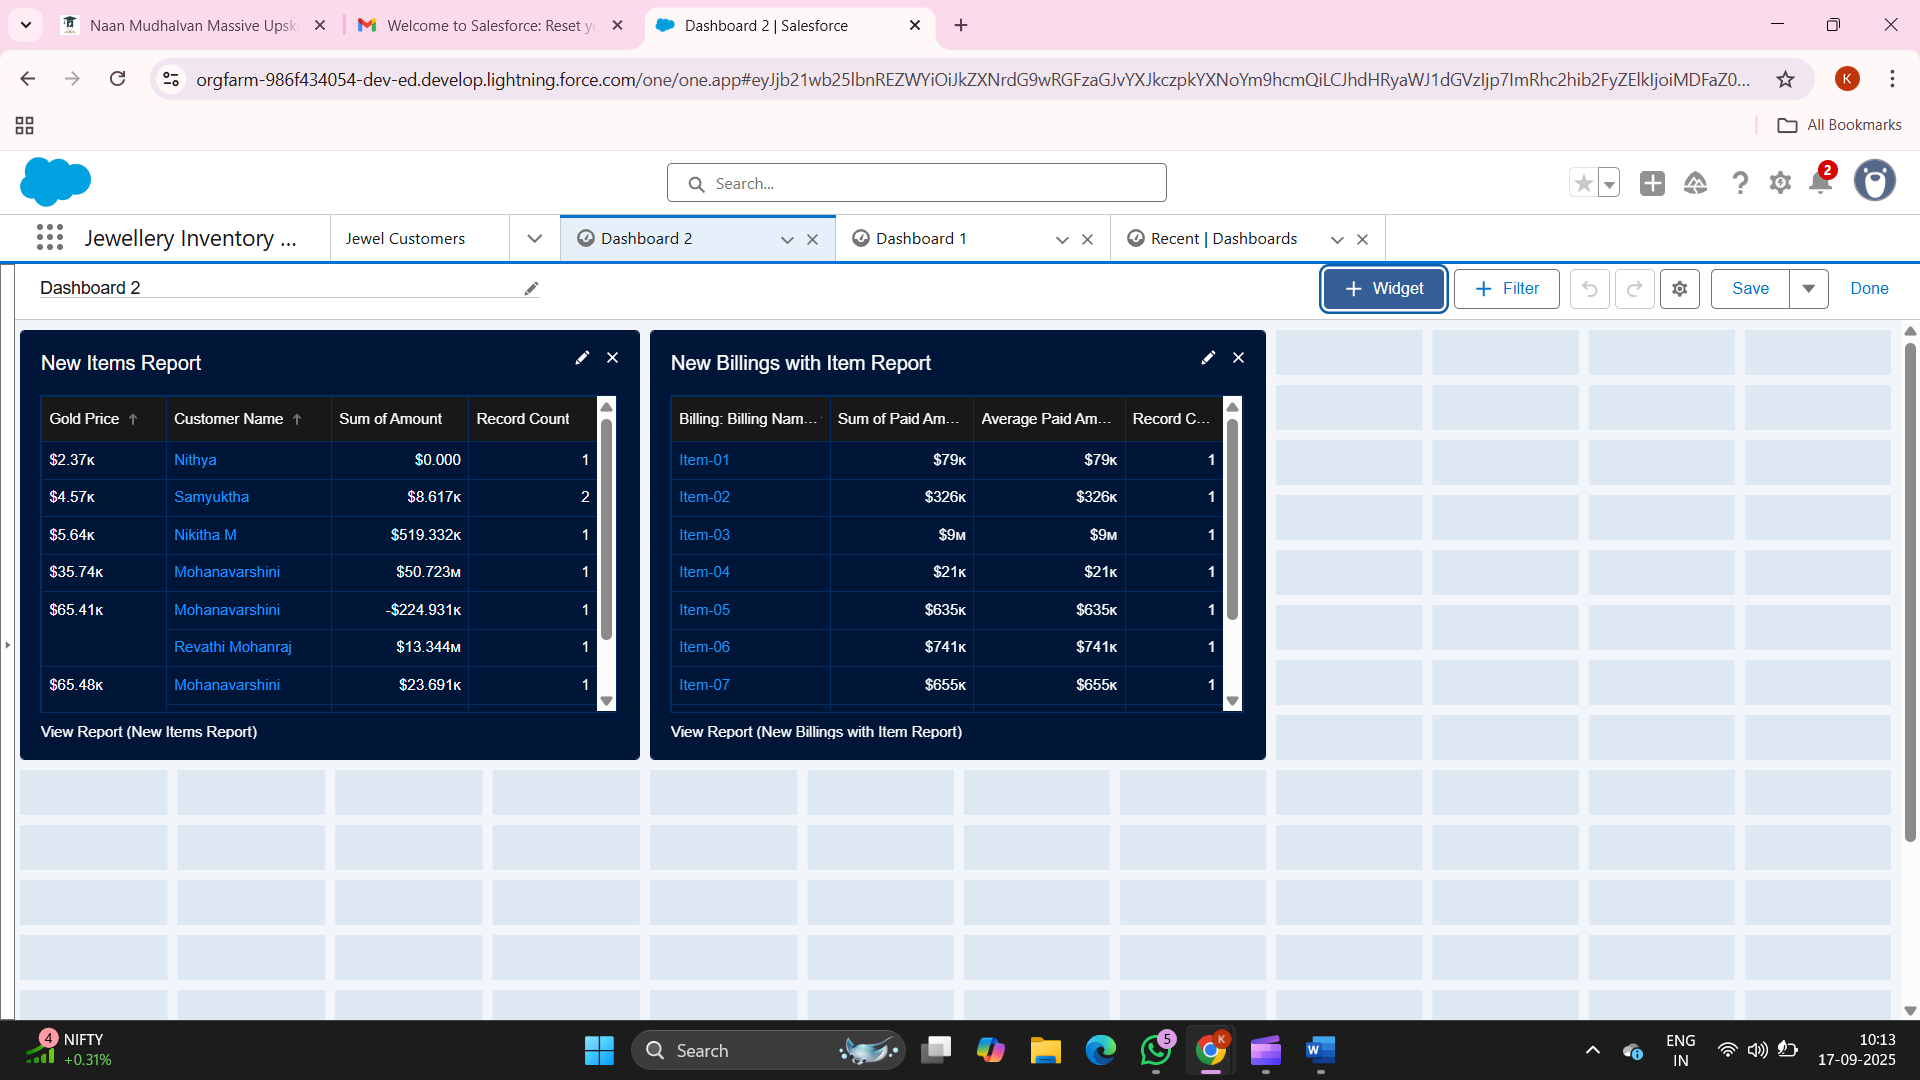 Naan Mudhalvan Massive Upsk
Welcome to Salesforce: Reset yo
Dashboard 2 | Salesforce
orgfarm-986f434054-dev-ed.develop.lightning.force.com/one/one.app#eyJjb21wb25lbnREZWYiOiJkZXNrdG9wRGFzaGJvYXJkczpkYXNoYm9hcmQiLCJhdHRyaWJ1dGVzIjp7ImRhc2hib2FyZElkIjoiMDFaZ0...
K
All Bookmarks
Search...
2
Jewellery Inventory ...
Jewel Customers
Dashboard 2
Dashboard 1
Recent | Dashboards
Dashboard 2
+ Widget
+ Filter
Save
Done
New Items Report
Gold Price Customer Name Sum of Amount Record Count
$2.37K Nithya $0.000 1
$4.57K Samyuktha $8.617K 2
$5.64K Nikitha M $519.332K 1
$35.74K Mohanavarshini $50.723M 1
$65.41K Mohanavarshini -$224.931K 1
Revathi Mohanraj $13.344M 1
$65.48K Mohanavarshini $23.691K 1
View Report (New Items Report)
New Billings with Item Report
Billing: Billing Nam... Sum of Paid Am... Average Paid Am... Record C...
Item-01 $79K $79K 1
Item-02 $326K $326K 1
Item-03 $9M $9M 1
Item-04 $21K $21K 1
Item-05 $635K $635K 1
Item-06 $741K $741K 1
Item-07 $655K $655K 1
View Report (New Billings with Item Report)
4
NIFTY
+0.31%
Search
5
K
W
ENG
IN
10:13
17-09-2025